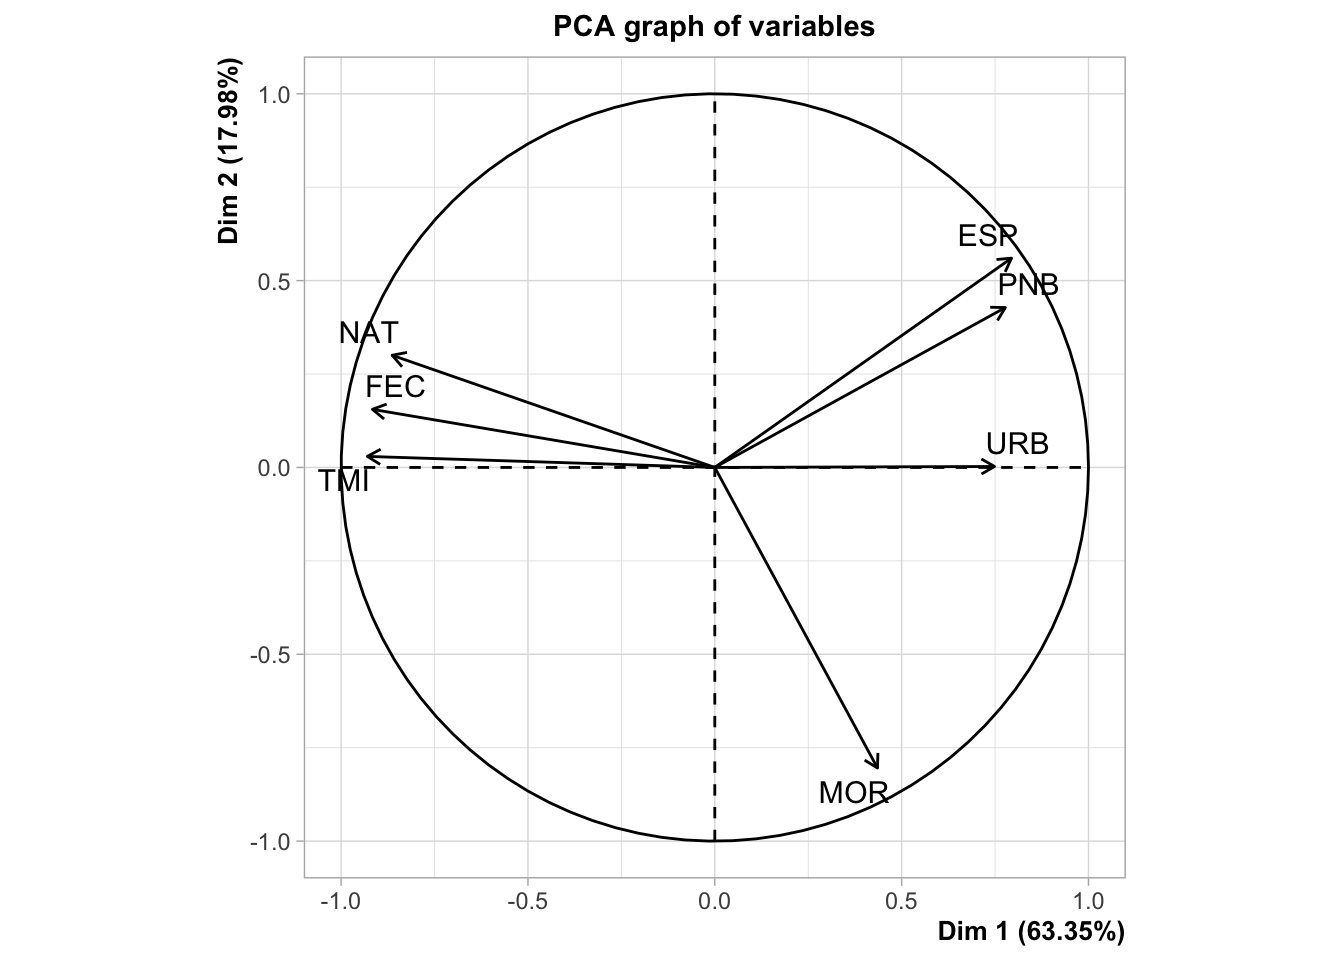 PCA graph of variables
Dim 2 (17.98%)
1.0
0.5
0.0
-0.5
-1.0
ESP
PNB
NAT
FEC
URB
TMI
MOR
-1.0 -0.5 0.0 0.5 1.0
Dim 1 (63.35%)